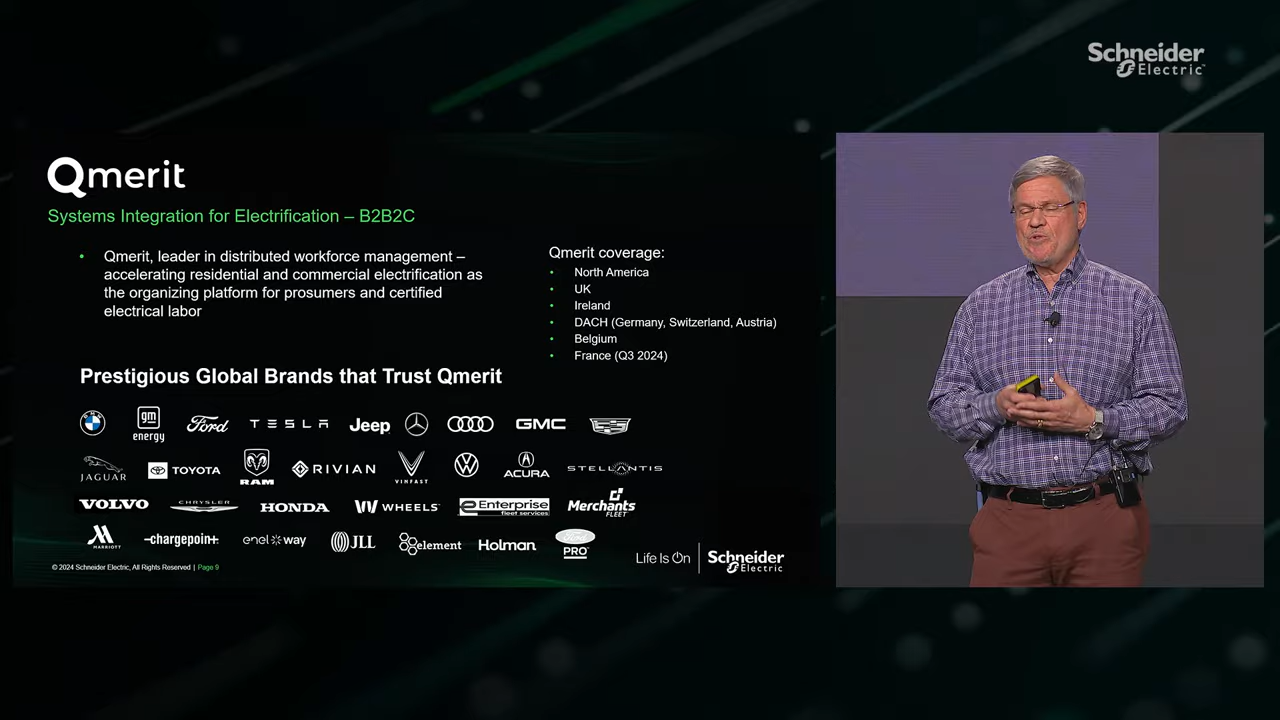 Schneider
Electric
Qmerit
Systems Integration for Electrification – B2B2C
• Qmerit, leader in distributed workforce management –
accelerating residential and commercial electrification as
the organizing platform for prosumers and certified
electrical labor
Qmerit coverage:
• North America
• UK
• Ireland
• DACH (Germany, Switzerland, Austria)
• Belgium
• France (Q3 2024)
Prestigious Global Brands that Trust Qmerit
BMW gm energy Ford TESLA Jeep GMC
JAGUAR TOYOTA RAM RIVIAN VINFAST ACURA STELLANTIS
VOLVO CHRYSLER HONDA WHEELS Enterprise fleet services Merchants FLEET
MARRIOTT chargepoin+ enel way JLL element Holman Ford PRO
Life Is On | Schneider Electric
© 2024 Schneider Electric, All Rights Reserved | Page 9